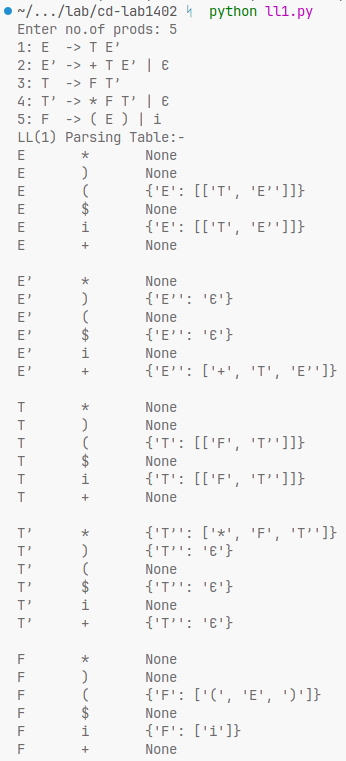 ~/.../lab/cd-lab1402 ᛋ python ll1.py
Enter no.of prods: 5
1: E  -> T E’
2: E’ -> + T E’ | Ɛ
3: T  -> F T’
4: T’ -> * F T’ | Ɛ
5: F  -> ( E ) | i
LL(1) Parsing Table:-
E * None
E ) None
E ( {'E': [['T', 'E’']]}
E $ None
E i {'E': [['T', 'E’']]}
E + None
E’ * None
E’ ) {'E’': 'Ɛ'}
E’ ( None
E’ $ {'E’': 'Ɛ'}
E’ i None
E’ + {'E’': ['+', 'T', 'E’']}
T * None
T ) None
T ( {'T': [['F', 'T’']]}
T $ None
T i {'T': [['F', 'T’']]}
T + None
T’ * {'T’': ['*', 'F', 'T’']}
T’ ) {'T’': 'Ɛ'}
T’ ( None
T’ $ {'T’': 'Ɛ'}
T’ i None
T’ + {'T’': 'Ɛ'}
F * None
F ) None
F ( {'F': ['(', 'E', ')']}
F $ None
F i {'F': ['i']}
F + None